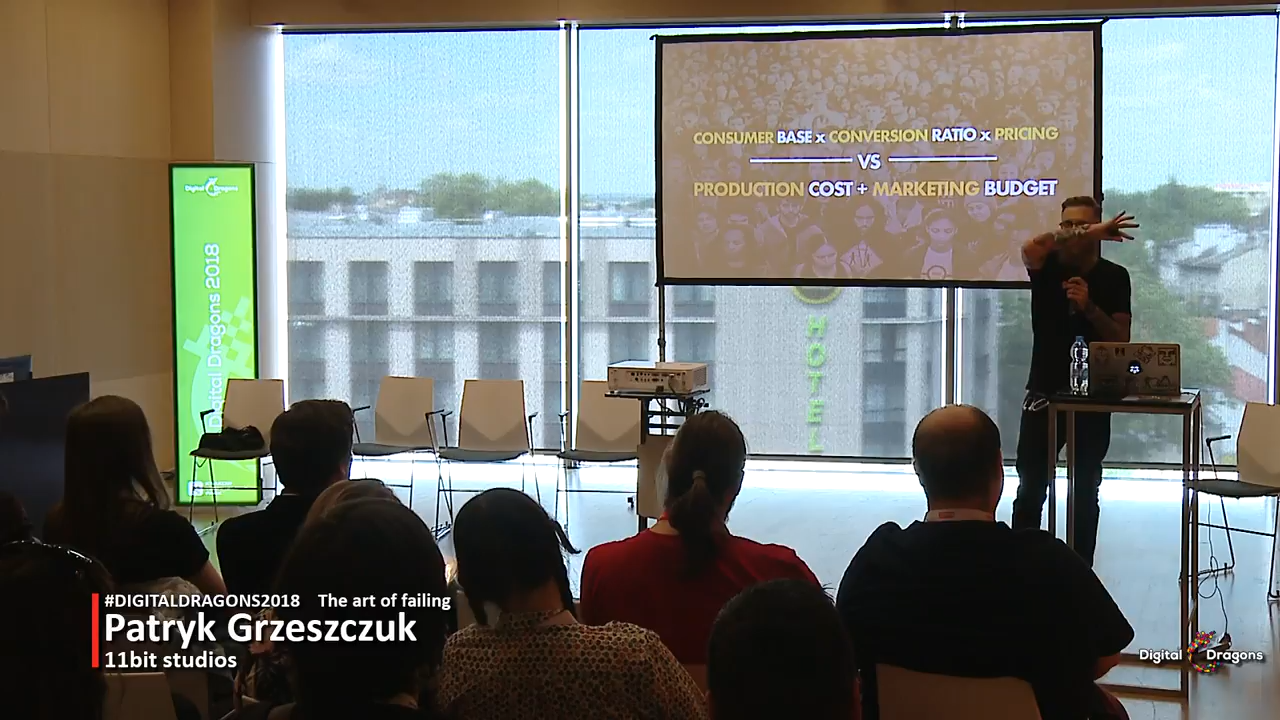 CONSUMER BASE x CONVERSION RATIO x PRICING
VS
PRODUCTION COST + MARKETING BUDGET
Digital Dragons
Digital Dragons 2018
HOTEL
#DIGITALDRAGONS2018 The art of failing
Patryk Grzeszczuk
11bit studios
Digital Dragons